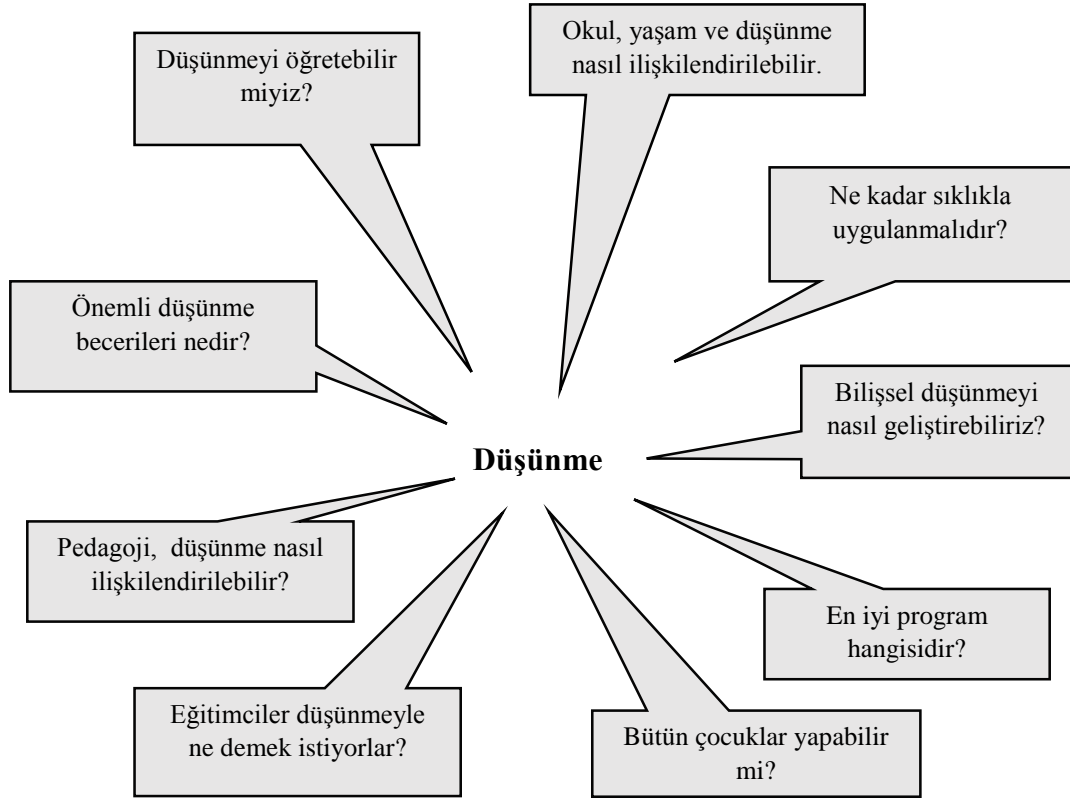 Düşünmeyi öğretebilir
miyiz?
Okul, yaşam ve düşünme
nasıl ilişkilendirilebilir.
Ne kadar sıklıkla
uygulanmalıdır?
Önemli düşünme
becerileri nedir?
Bilişsel düşünmeyi
nasıl geliştirebiliriz?
Düşünme
Pedagoji, düşünme nasıl
ilişkilendirilebilir?
En iyi program
hangisidir?
Eğitimciler düşünmeyle
ne demek istiyorlar?
Bütün çocuklar yapabilir
mi?